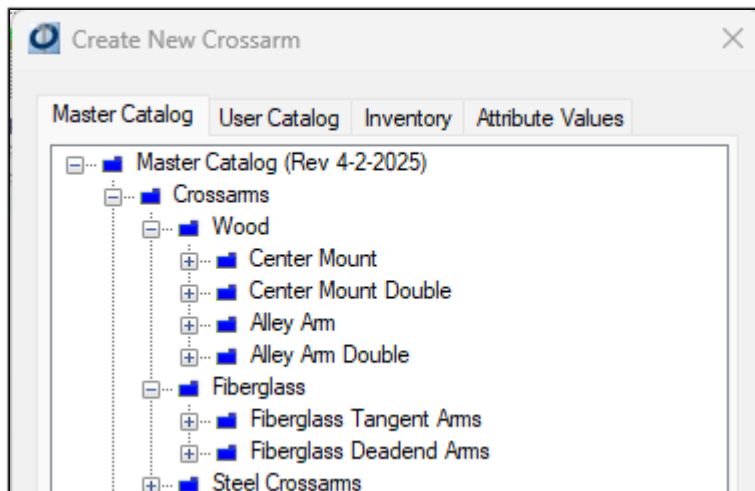 Create New Crossarm
Master Catalog User Catalog Inventory Attribute Values
Master Catalog (Rev 4-2-2025)
Crossarms
Wood
Center Mount
Center Mount Double
Alley Arm
Alley Arm Double
Fiberglass
Fiberglass Tangent Arms
Fiberglass Deadend Arms
Steel Crossarms